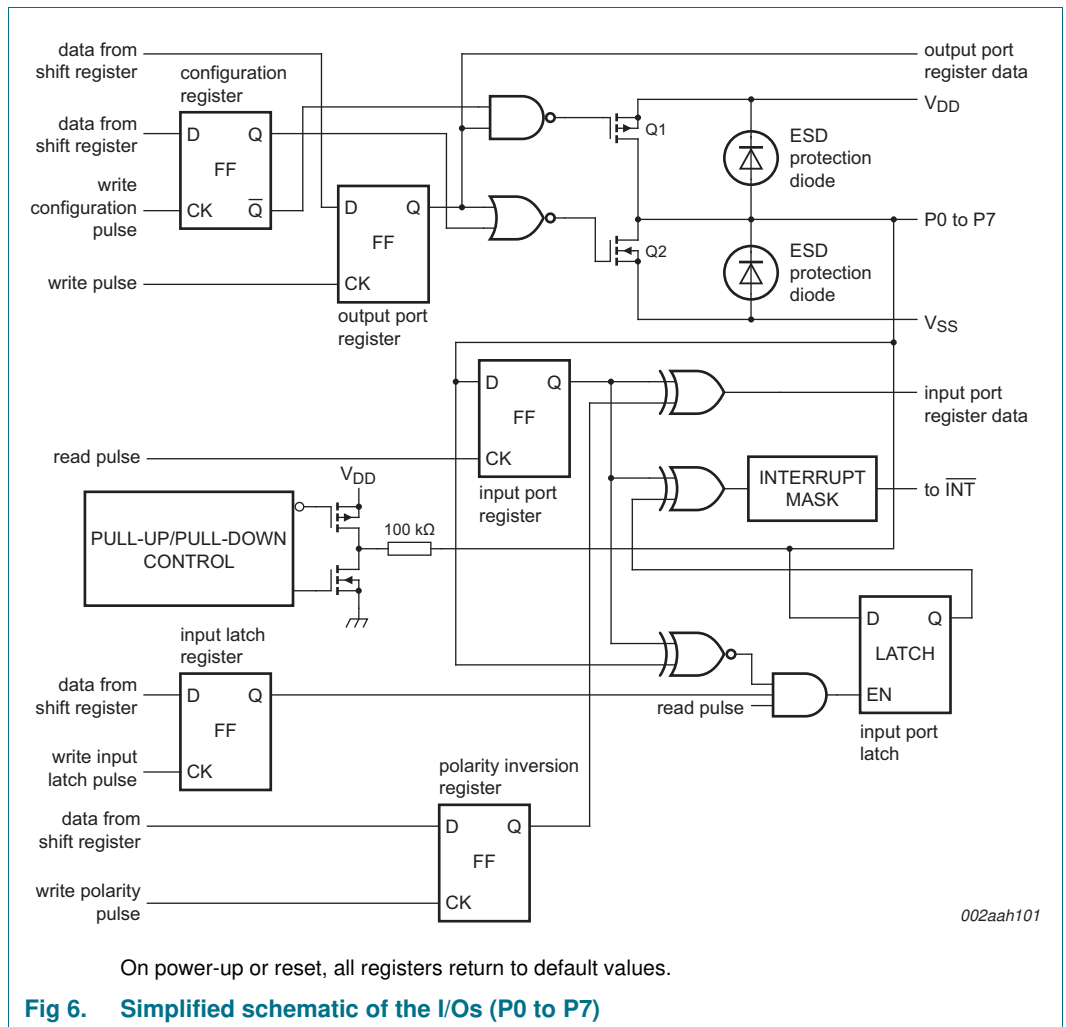 data from
shift register
configuration
register
data from
shift register
D Q
FF
CK Q̅
write
configuration
pulse
D Q
FF
CK
write pulse
output port
register
Q1
Q2
ESD
protection
diode
ESD
protection
diode
output port
register data
VDD
P0 to P7
VSS
D Q
FF
CK
read pulse
input port
register
input port
register data
INTERRUPT
MASK
to I̅N̅T̅
VDD
PULL-UP/PULL-DOWN
CONTROL
100 kΩ
D Q
LATCH
EN
input port
latch
read pulse
input latch
register
data from
shift register
D Q
FF
CK
write input
latch pulse
polarity inversion
register
data from
shift register
D Q
FF
CK
write polarity
pulse
002aah101
On power-up or reset, all registers return to default values.
Fig 6. Simplified schematic of the I/Os (P0 to P7)